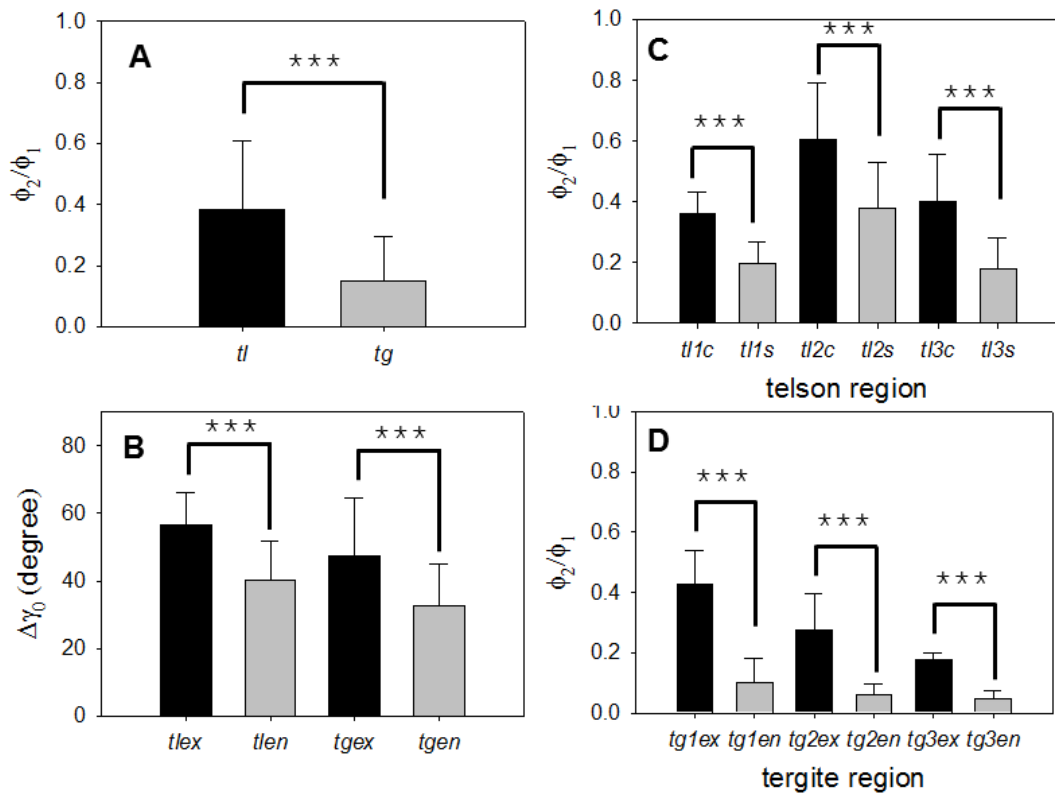 A
1.0
0.8
0.6
0.4
0.2
0.0
ϕ2/ϕ1
***
tl tg
C
1.0
0.8
0.6
0.4
0.2
0.0
ϕ2/ϕ1
***
***
***
tl1c tl1s tl2c tl2s tl3c tl3s
telson region
B
80
60
40
20
0
Δγ0 (degree)
***
***
tlex tlen tgex tgen
D
1.0
0.8
0.6
0.4
0.2
0.0
ϕ2/ϕ1
***
***
***
tg1ex tg1en tg2ex tg2en tg3ex tg3en
tergite region